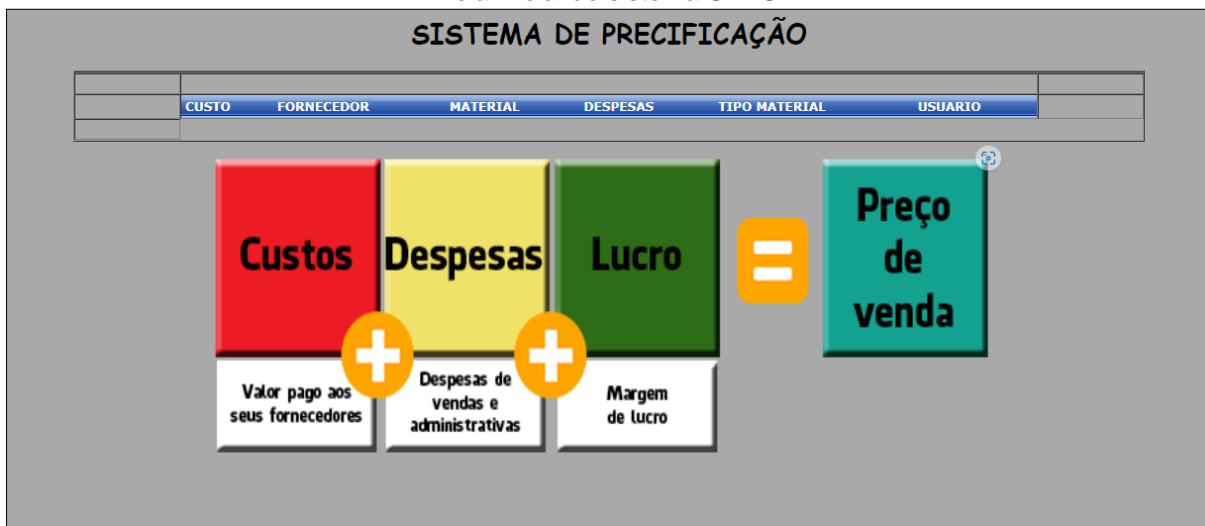 SISTEMA DE PRECIFICAÇÃO
CUSTO FORNECEDOR MATERIAL DESPESAS TIPO MATERIAL USUARIO
Custos
Despesas
Lucro
Preço
de
venda
Valor pago aos
seus fornecedores
Despesas de
vendas e
administrativas
Margem
de lucro